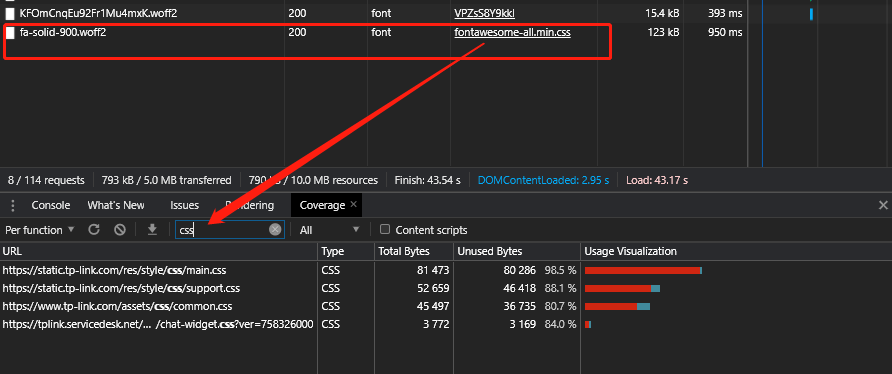 KFOmCnqEu92Fr1Mu4mxK.woff2 200 font VPZsS8Y9kkI 15.4 kB 393 ms
fa-solid-900.woff2 200 font fontawesome-all.min.css 123 kB 950 ms
8 / 114 requests 793 kB / 5.0 MB transferred 790 kB / 10.0 MB resources Finish: 43.54 s DOMContentLoaded: 2.95 s Load: 43.17 s
Console What's New Issues Rendering Coverage ×
Per function css All Content scripts
URL Type Total Bytes Unused Bytes Usage Visualization
https://static.tp-link.com/res/style/css/main.css CSS 81 473 80 286 98.5 %
https://static.tp-link.com/res/style/css/support.css CSS 52 659 46 418 88.1 %
https://www.tp-link.com/assets/css/common.css CSS 45 497 36 735 80.7 %
https://tplink.servicedesk.net/... /chat-widget.css?ver=758326000 CSS 3 772 3 169 84.0 %